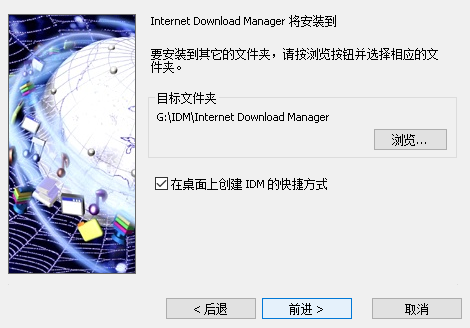 Internet Download Manager 将安装到
要安装到其它的文件夹，请按浏览按钮并选择相应的文
件夹。
目标文件夹
G:\IDM\Internet Download Manager
浏览...
在桌面上创建 IDM 的快捷方式
< 后退
前进 >
取消